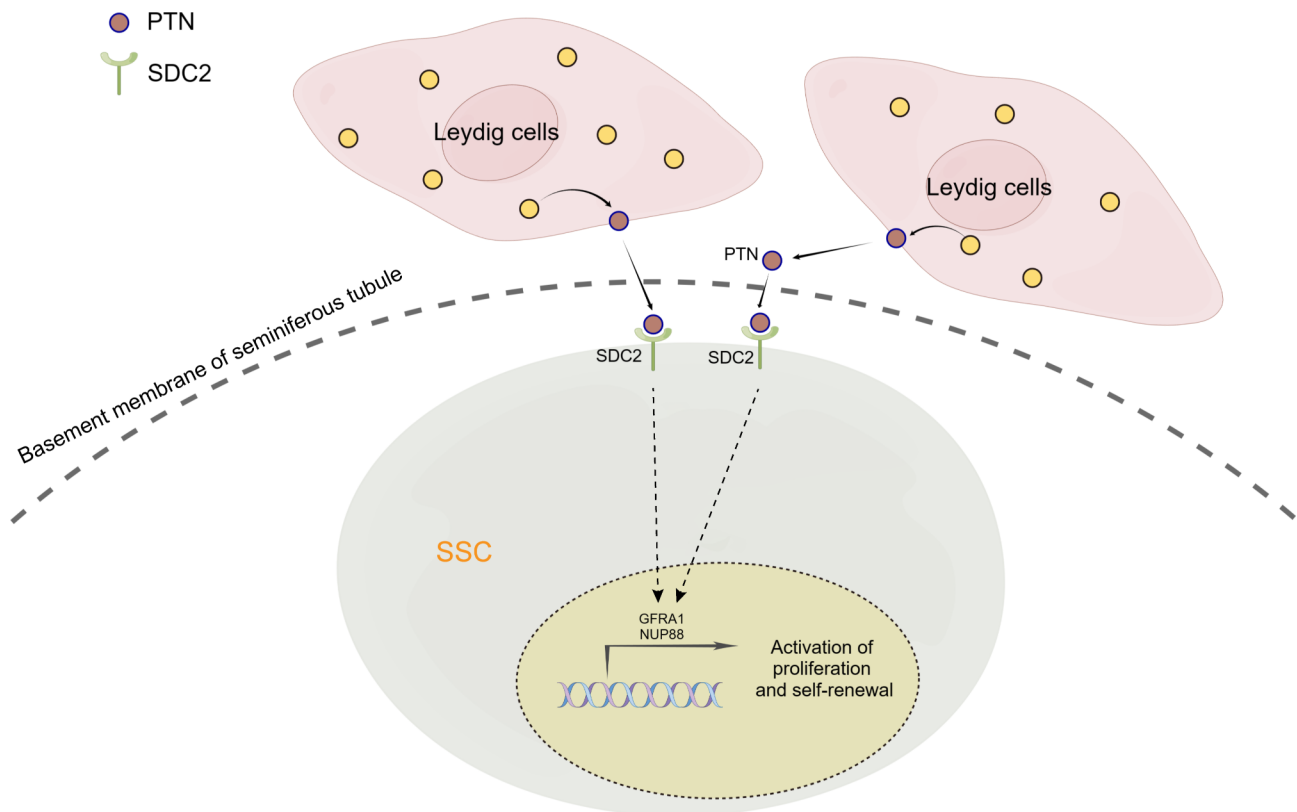 PTN
SDC2
Leydig cells
Leydig cells
PTN
Basement membrane of seminiferous tubule
SDC2
SDC2
SSC
GFRA1
NUP88
Activation of
proliferation
and self-renewal